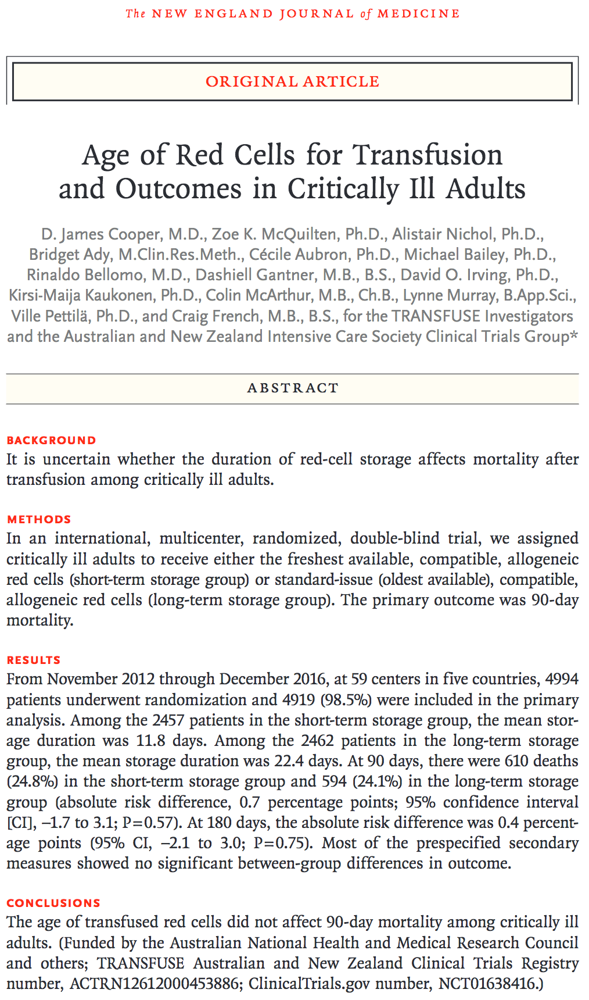 The NEW ENGLAND JOURNAL of MEDICINE
ORIGINAL ARTICLE
Age of Red Cells for Transfusion
and Outcomes in Critically Ill Adults
D. James Cooper, M.D., Zoe K. McQuilten, Ph.D., Alistair Nichol, Ph.D.,
Bridget Ady, M.Clin.Res.Meth., Cécile Aubron, Ph.D., Michael Bailey, Ph.D.,
Rinaldo Bellomo, M.D., Dashiell Gantner, M.B., B.S., David O. Irving, Ph.D.,
Kirsi-Maija Kaukonen, Ph.D., Colin McArthur, M.B., Ch.B., Lynne Murray, B.App.Sci.,
Ville Pettilä, Ph.D., and Craig French, M.B., B.S., for the TRANSFUSE Investigators
and the Australian and New Zealand Intensive Care Society Clinical Trials Group*
ABSTRACT
BACKGROUND
It is uncertain whether the duration of red-cell storage affects mortality after
transfusion among critically ill adults.
METHODS
In an international, multicenter, randomized, double-blind trial, we assigned
critically ill adults to receive either the freshest available, compatible, allogeneic
red cells (short-term storage group) or standard-issue (oldest available), compatible,
allogeneic red cells (long-term storage group). The primary outcome was 90-day
mortality.
RESULTS
From November 2012 through December 2016, at 59 centers in five countries, 4994
patients underwent randomization and 4919 (98.5%) were included in the primary
analysis. Among the 2457 patients in the short-term storage group, the mean stor-
age duration was 11.8 days. Among the 2462 patients in the long-term storage
group, the mean storage duration was 22.4 days. At 90 days, there were 610 deaths
(24.8%) in the short-term storage group and 594 (24.1%) in the long-term storage
group (absolute risk difference, 0.7 percentage points; 95% confidence interval
[CI], −1.7 to 3.1; P=0.57). At 180 days, the absolute risk difference was 0.4 percent-
age points (95% CI, −2.1 to 3.0; P=0.75). Most of the prespecified secondary
measures showed no significant between-group differences in outcome.
CONCLUSIONS
The age of transfused red cells did not affect 90-day mortality among critically ill
adults. (Funded by the Australian National Health and Medical Research Council
and others; TRANSFUSE Australian and New Zealand Clinical Trials Registry
number, ACTRN12612000453886; ClinicalTrials.gov number, NCT01638416.)